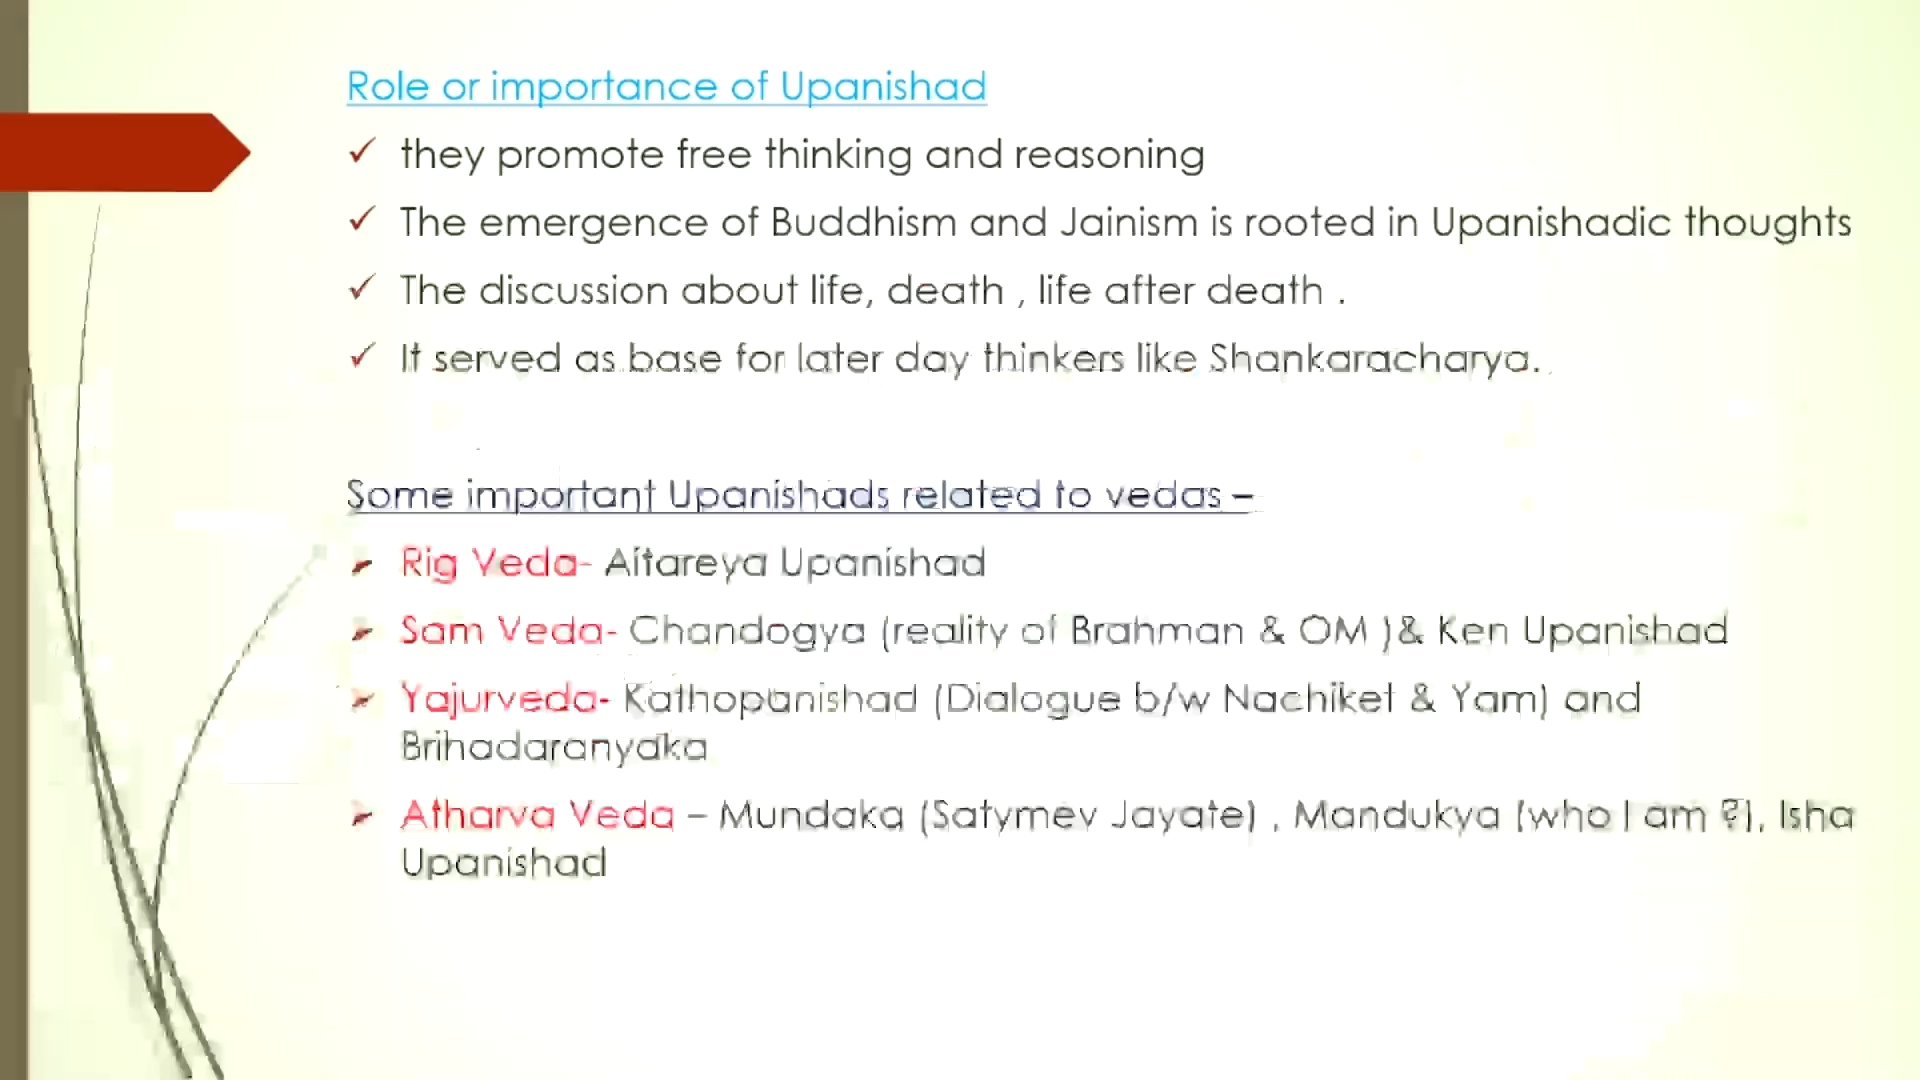 Role or importance of Upanishad
✓ they promote free thinking and reasoning
✓ The emergence of Buddhism and Jainism is rooted in Upanishadic thoughts
✓ The discussion about life, death , life after death .
✓ It served as base for later day thinkers like Shankaracharya.
Some important Upanishads related to vedas –
➢ Rig Veda- Aitareya Upanishad
➢ Sam Veda- Chandogya (reality of Brahman & OM )& Ken Upanishad
➢ Yajurveda- Kathopanishad (Dialogue b/w Nachiket & Yam) and
Brihadaranyaka
➢ Atharva Veda – Mundaka (Satymev Jayate) , Mandukya (who I am ?), Isha
Upanishad